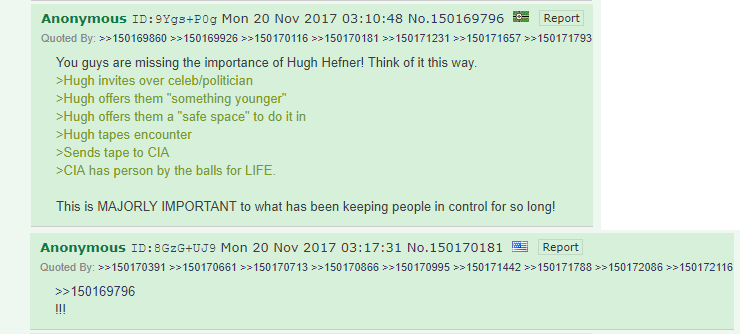 Anonymous ID:9Ygs+P0g Mon 20 Nov 2017 03:10:48 No.150169796 Report
Quoted By: >>150169860 >>150169926 >>150170116 >>150170181 >>150171231 >>150171657 >>150171793
You guys are missing the importance of Hugh Hefner! Think of it this way.
>Hugh invites over celeb/politician
>Hugh offers them "something younger"
>Hugh offers them a "safe space" to do it in
>Hugh tapes encounter
>Sends tape to CIA
>CIA has person by the balls for LIFE.
This is MAJORLY IMPORTANT to what has been keeping people in control for so long!
Anonymous ID:8GzG+UJ9 Mon 20 Nov 2017 03:17:31 No.150170181 Report
Quoted By: >>150170391 >>150170661 >>150170713 >>150170866 >>150170995 >>150171442 >>150171788 >>150172086 >>150172116
>>150169796
!!!